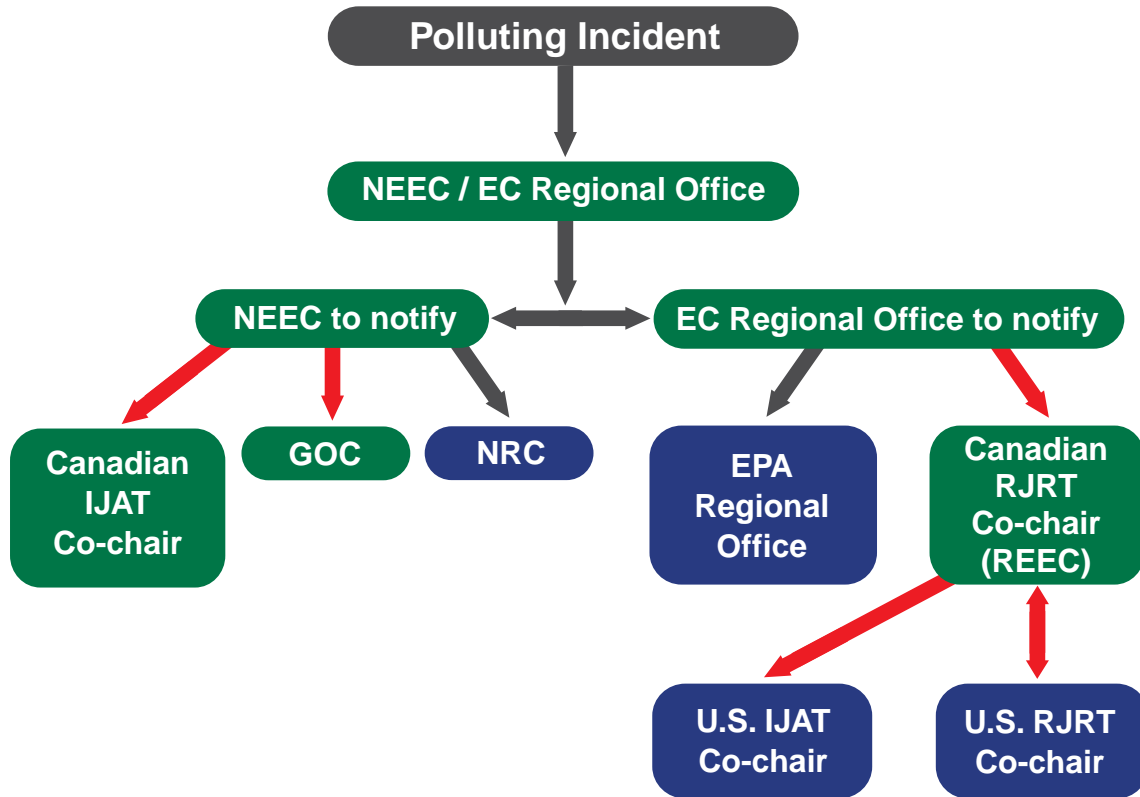 Polluting Incident
NEEC / EC Regional Office
NEEC to notify
EC Regional Office to notify
Canadian
IJAT
Co-chair
GOC
NRC
EPA
Regional
Office
Canadian
RJRT
Co-chair
(REEC)
U.S. IJAT
Co-chair
U.S. RJRT
Co-chair